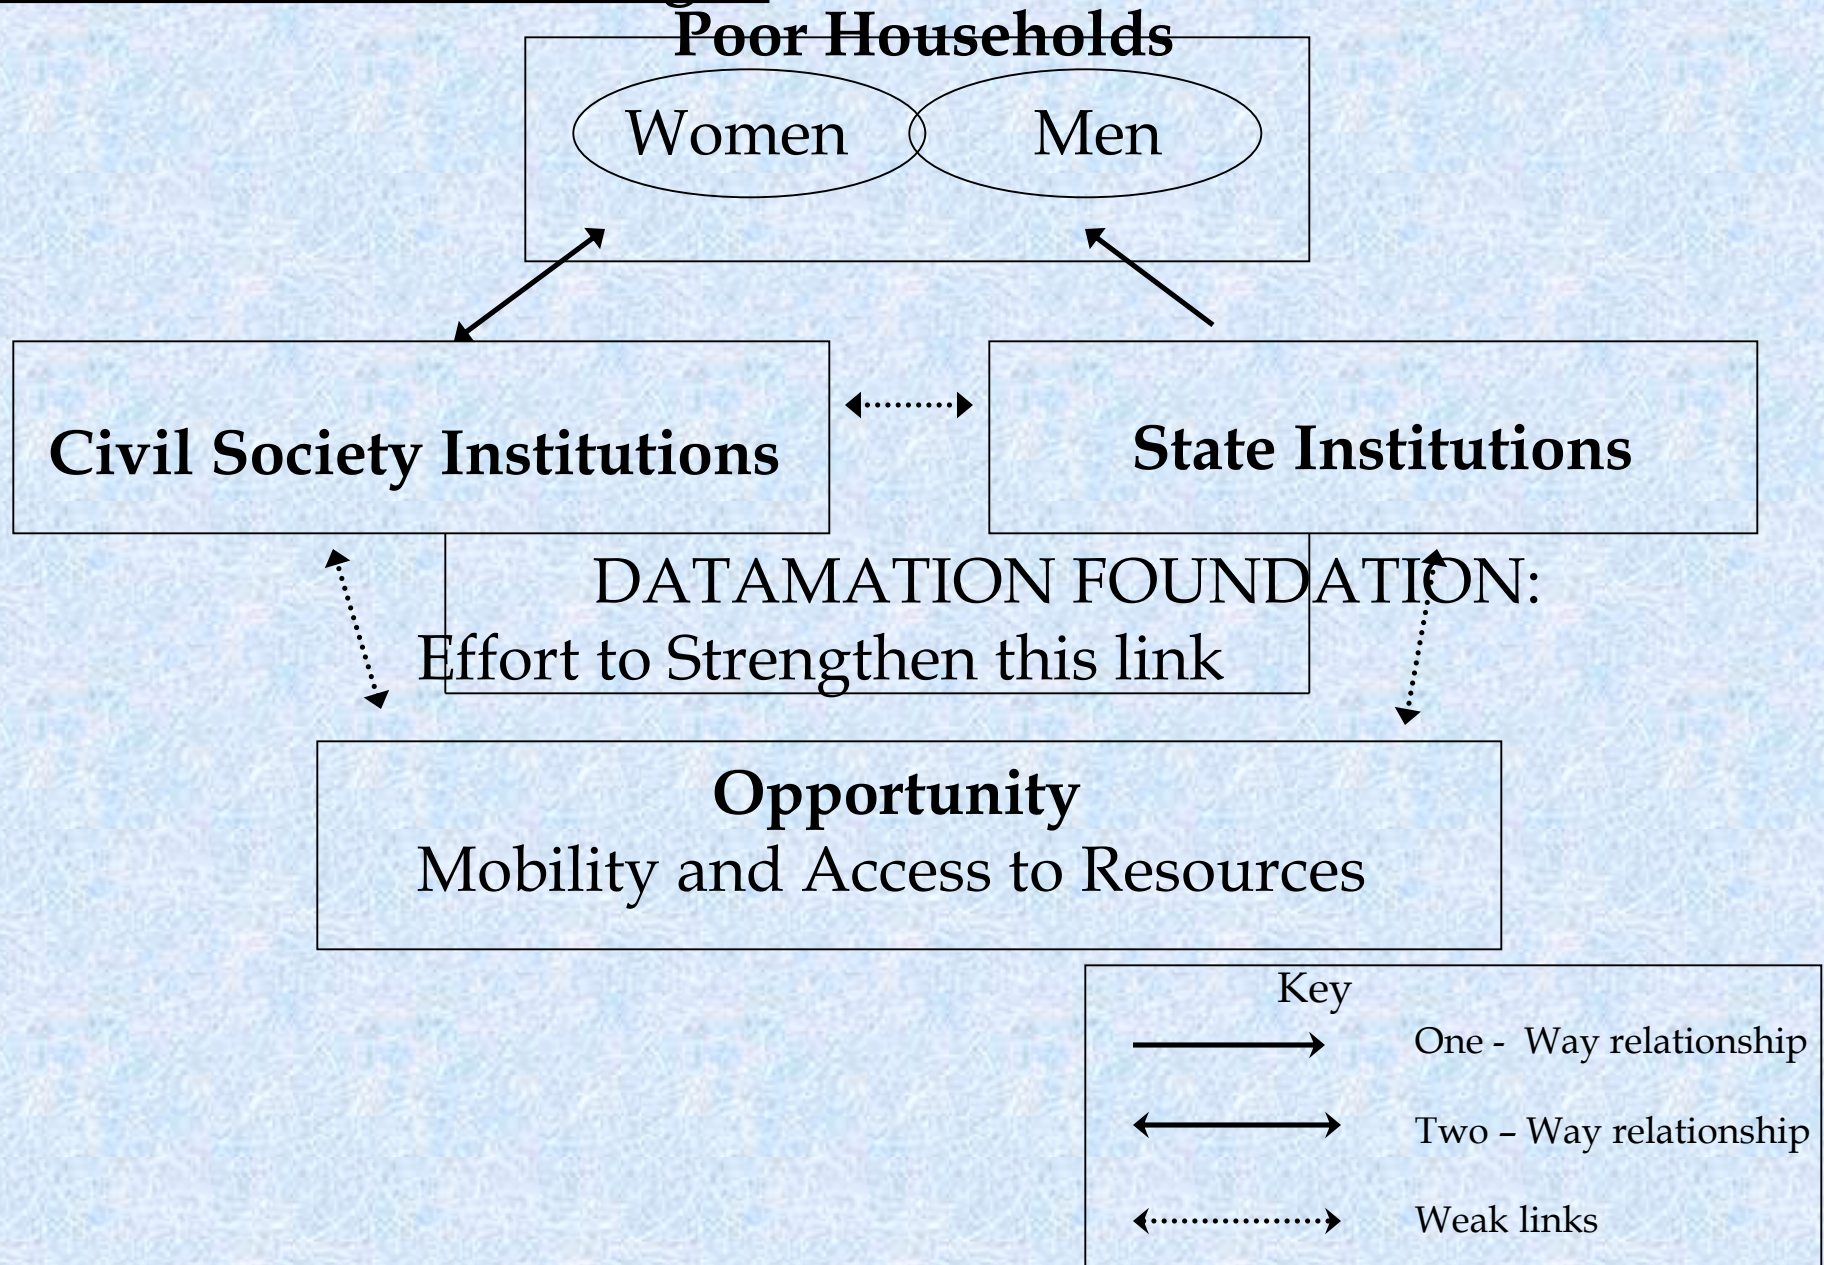 Poor Households
Women Men
Civil Society Institutions
State Institutions
DATAMATION FOUNDATION:
Effort to Strengthen this link
Opportunity
Mobility and Access to Resources
Key
One - Way relationship
Two – Way relationship
Weak links